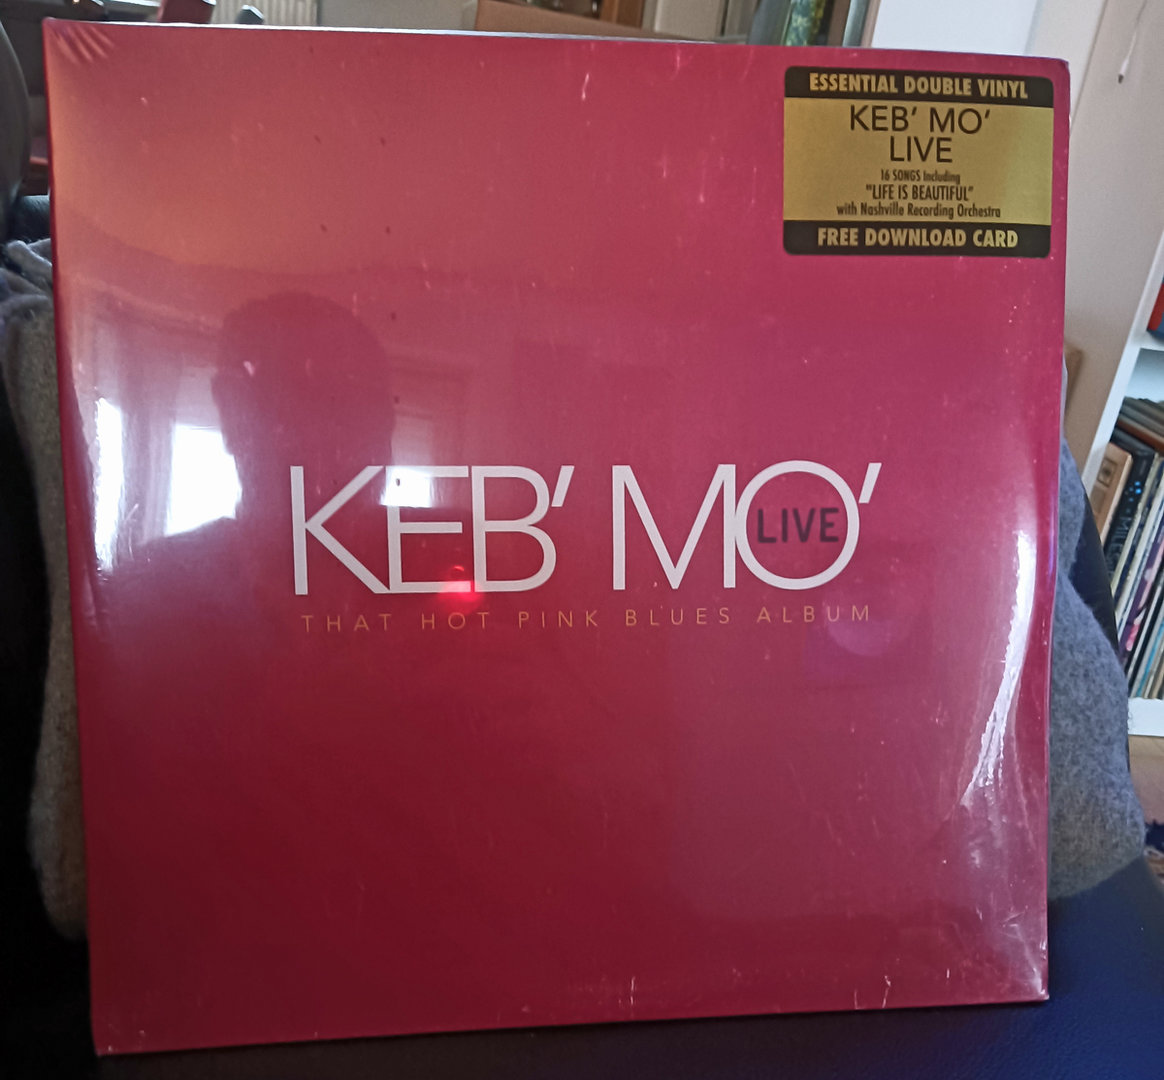 ESSENTIAL DOUBLE VINYL
KEB' MO'
LIVE
16 SONGS Including
"LIFE IS BEAUTIFUL"
with Nashville Recording Orchestra
FREE DOWNLOAD CARD
KEB' MO'
LIVE
THAT HOT PINK BLUES ALBUM